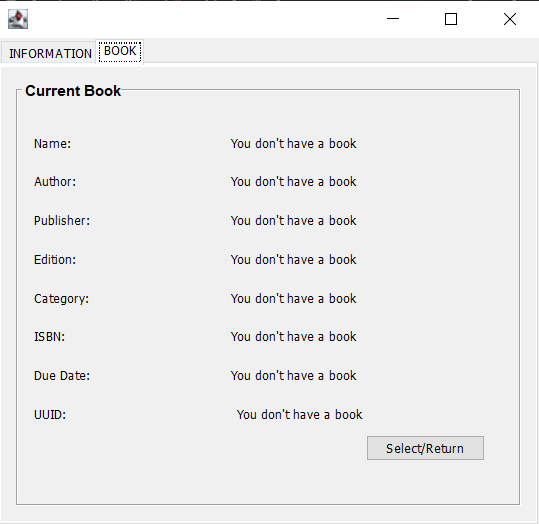 INFORMATION BOOK
Current Book
Name: You don't have a book
Author: You don't have a book
Publisher: You don't have a book
Edition: You don't have a book
Category: You don't have a book
ISBN: You don't have a book
Due Date: You don't have a book
UUID: You don't have a book
Select/Return